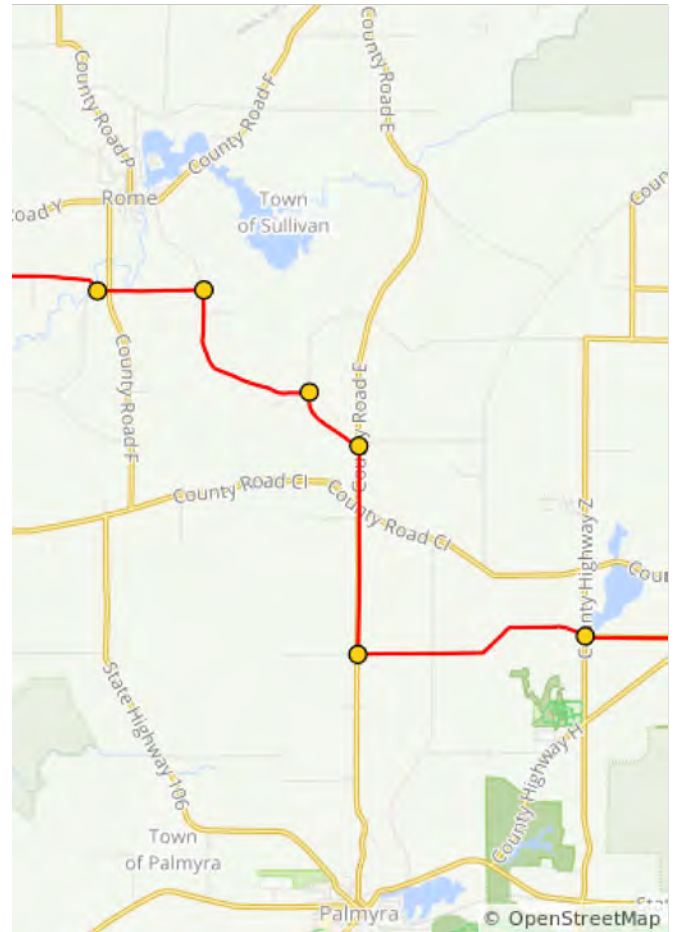 County Road P
County Road F
County Road E
Rome
Road Y
Town
of Sullivan
Coun
County Road F
County Road E
County Road CI
County Road CI
County Highway Z
Coun
State Highway 106
County Highway H
Town
of Palmyra
Palmyra
Stat
© OpenStreetMap